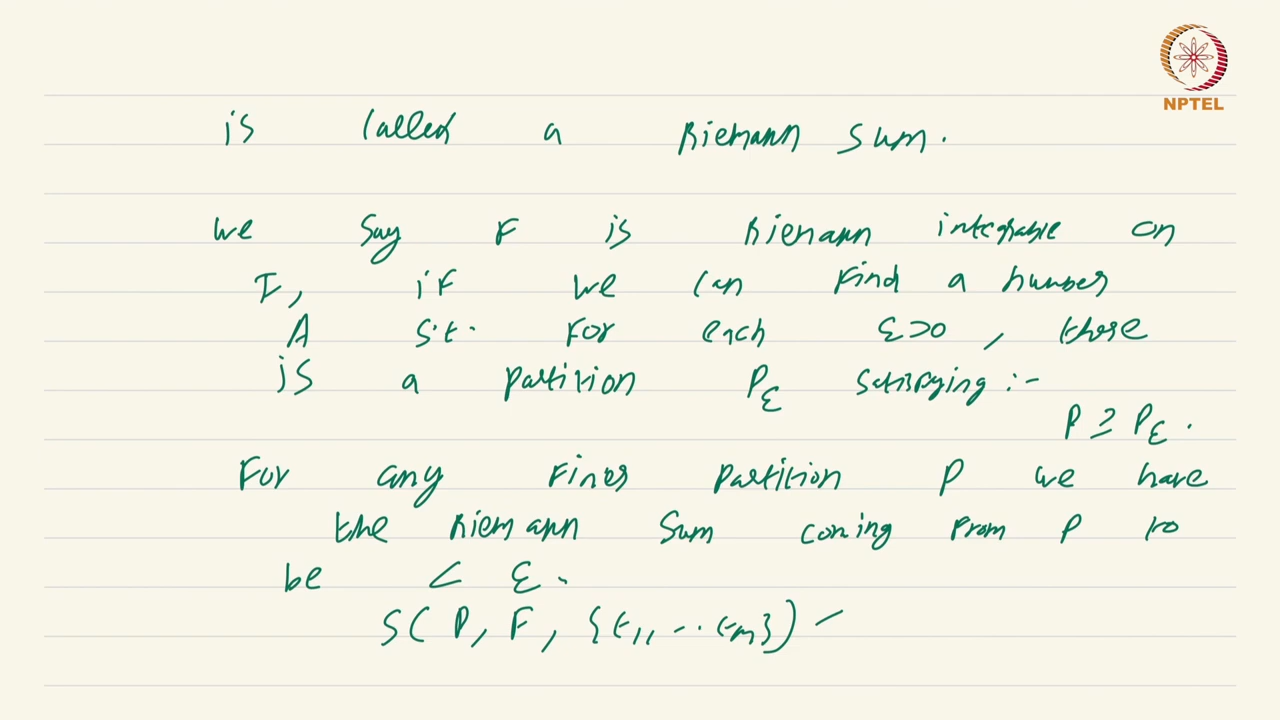 NPTEL
is called a Riemann sum.
We say F is Riemann integrable on
I, if we can find a number
A s.t. for each ε>0, there
is a partition P_ε satisfying :-
P ≥ P_ε.
For any finer partition P we have
the Riemann sum coming from P to
be < ε.
S(P, F, {t₁, ... t_m}) -